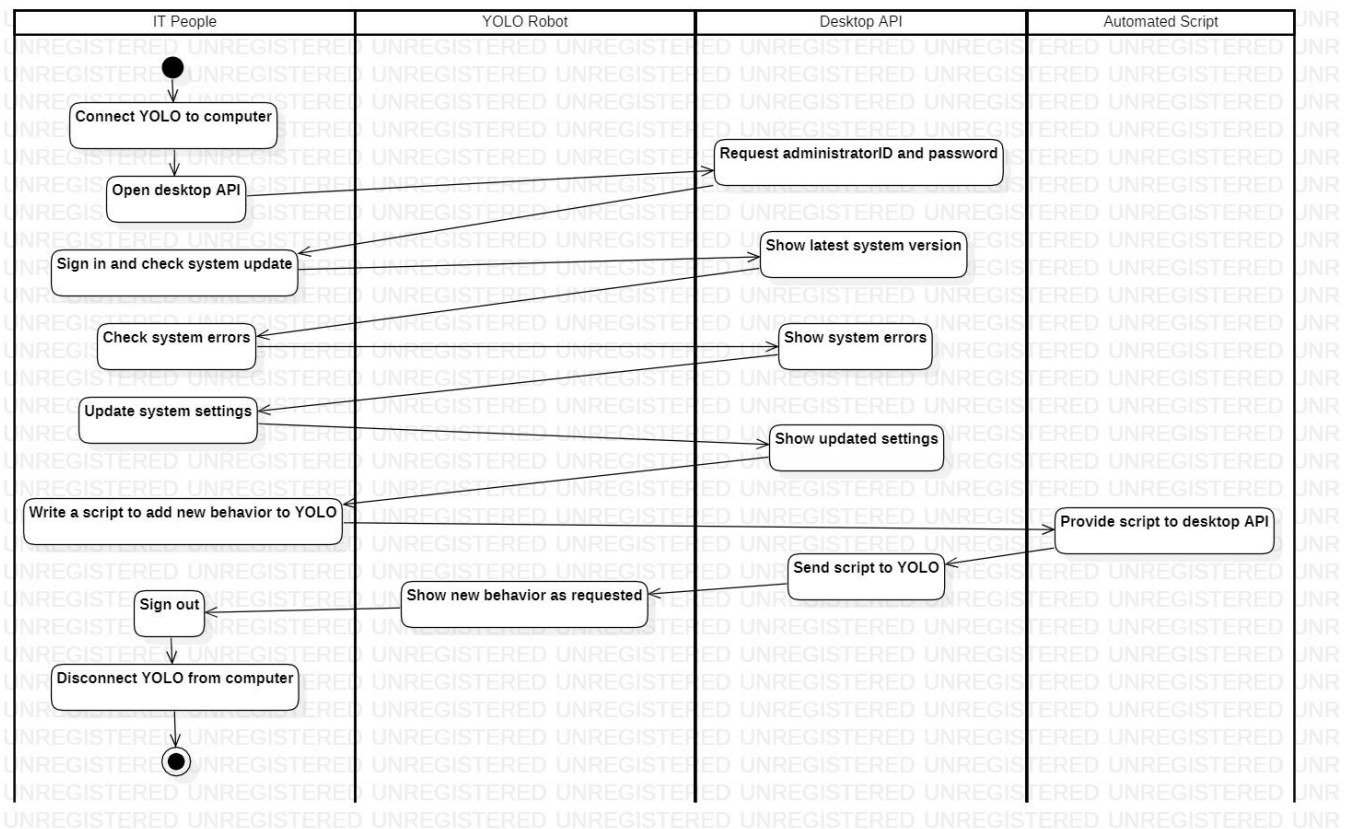 IT People
YOLO Robot
Desktop API
Automated Script
Connect YOLO to computer
Request administratorID and password
Open desktop API
Show latest system version
Sign in and check system update
Check system errors
Show system errors
Update system settings
Show updated settings
Write a script to add new behavior to YOLO
Provide script to desktop API
Send script to YOLO
Show new behavior as requested
Sign out
Disconnect YOLO from computer
UNREGISTERED